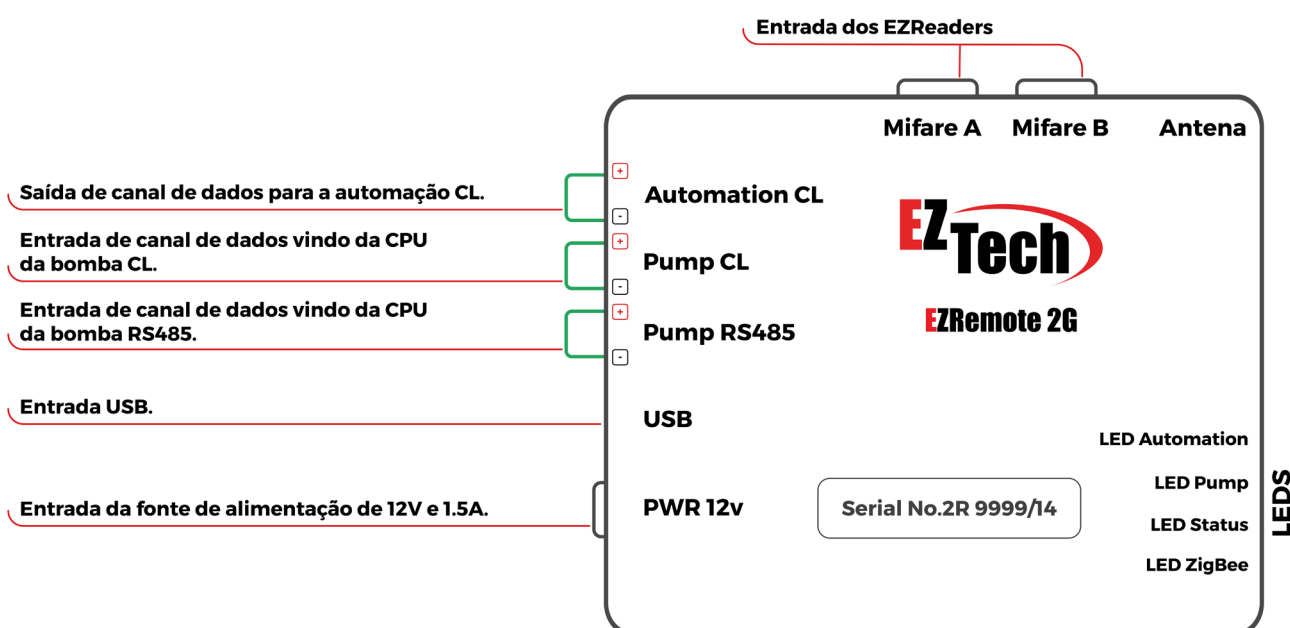 Entrada dos EZReaders
Mifare A
Mifare B
Antena
+
Saída de canal de dados para a automação CL.
Automation CL
-
Entrada de canal de dados vindo da CPU
da bomba CL.
+
Pump CL
-
EZTech
EZRemote 2G
Entrada de canal de dados vindo da CPU
da bomba RS485.
+
Pump RS485
-
Entrada USB.
USB
LED Automation
LED Pump
LED Status
LED ZigBee
LEDS
Entrada da fonte de alimentação de 12V e 1.5A.
PWR 12v
Serial No.2R 9999/14